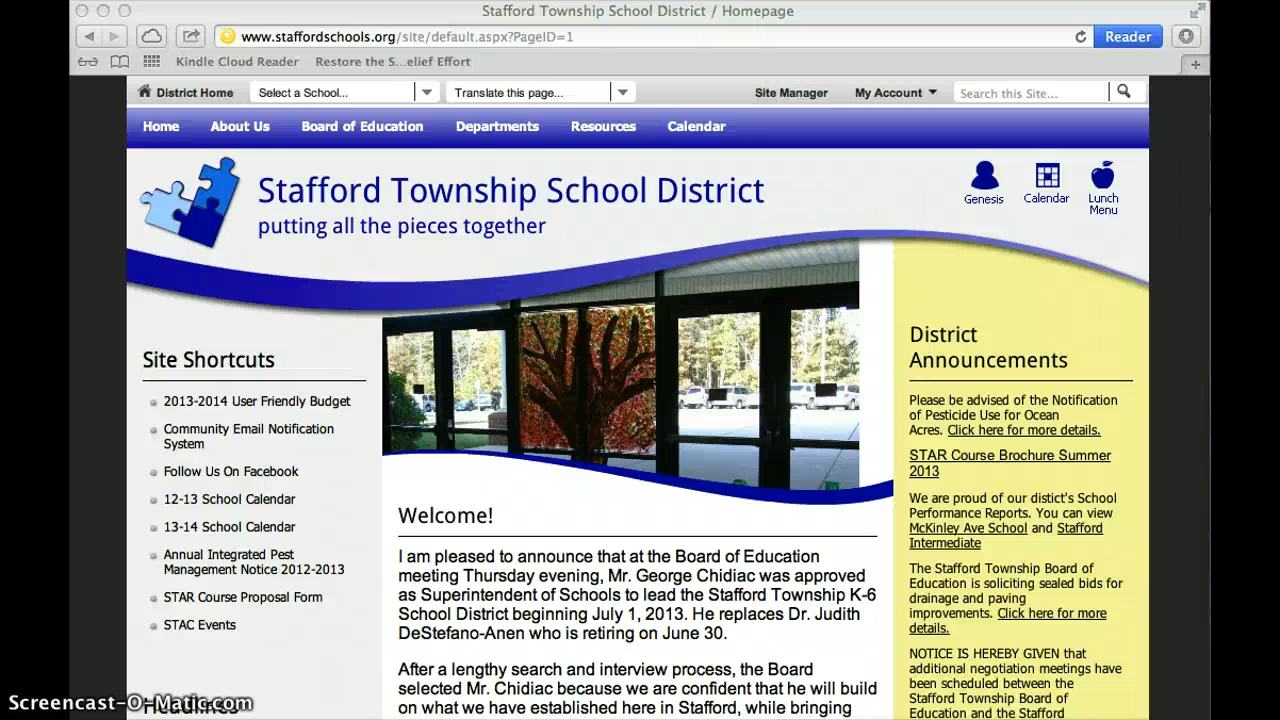 Stafford Township School District / Homepage
www.staffordschools.org/site/default.aspx?PageID=1
Reader
Kindle Cloud Reader
Restore the S...elief Effort
District Home
Select a School...
Translate this page...
Site Manager
My Account
Search this Site...
Home
About Us
Board of Education
Departments
Resources
Calendar
Stafford Township School District
putting all the pieces together
Genesis
Calendar
Lunch
Menu
Site Shortcuts
2013-2014 User Friendly Budget
Community Email Notification
System
Follow Us On Facebook
12-13 School Calendar
13-14 School Calendar
Annual Integrated Pest
Management Notice 2012-2013
STAR Course Proposal Form
STAC Events
Headlines
Welcome!
I am pleased to announce that at the Board of Education
meeting Thursday evening, Mr. George Chidiac was approved
as Superintendent of Schools to lead the Stafford Township K-6
School District beginning July 1, 2013. He replaces Dr. Judith
DeStefano-Anen who is retiring on June 30.
After a lengthy search and interview process, the Board
selected Mr. Chidiac because we are confident that he will build
on what we have established here in Stafford, while bringing
District
Announcements
Please be advised of the Notification
of Pesticide Use for Ocean
Acres. Click here for more details.
STAR Course Brochure Summer
2013
We are proud of our distict's School
Performance Reports. You can view
McKinley Ave School and Stafford
Intermediate
The Stafford Township Board of
Education is soliciting sealed bids for
drainage and paving
improvements. Click here for more
details.
NOTICE IS HEREBY GIVEN that
additional negotiation meetings have
been scheduled between the
Stafford Township Board of
Education and the Stafford
Screencast-O-Matic.com